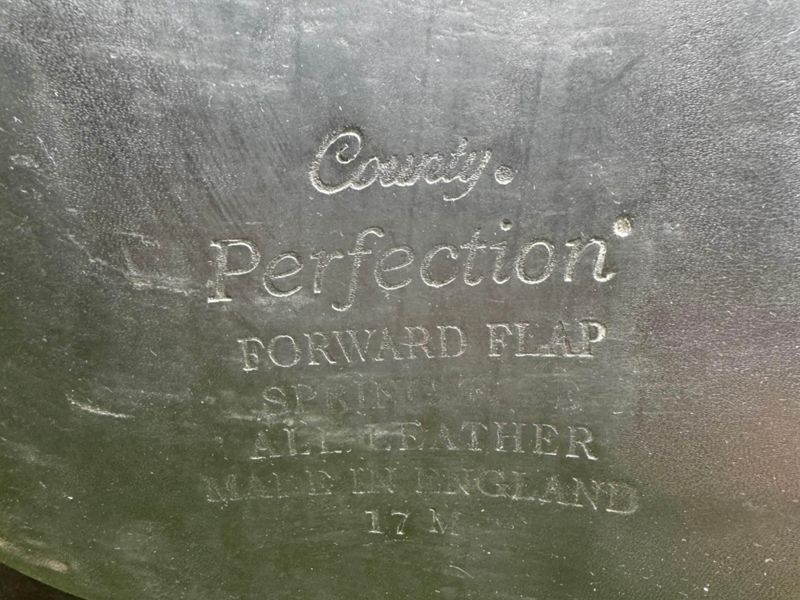 County.
Perfection
FORWARD FLAP
SPRING
ALL LEATHER
MADE IN ENGLAND
17 M